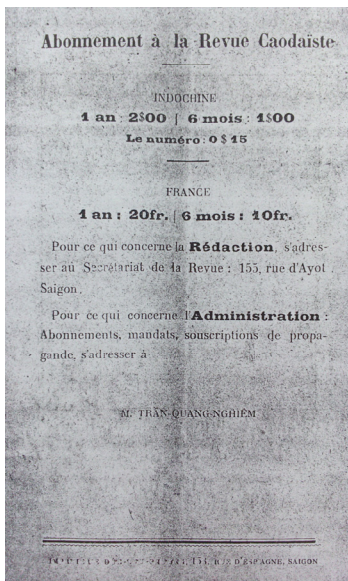 Abonnement à la Revue Caodaïste
INDOCHINE
1 an : 2$00 | 6 mois : 1$00
Le numéro : 0 $ 15
FRANCE
1 an : 20fr. | 6 mois : 10fr.
Pour ce qui concerne la Rédaction, s'adres-
ser au Secrétariat de la Revue : 155, rue d'Ayot
Saigon.
Pour ce qui concerne l'Administration :
Abonnements, mandats, souscriptions de propa-
gande, s'adresser à
M. TRẦN-QUANG-NGHIÊM
D'ESPAGNE, SAIGON